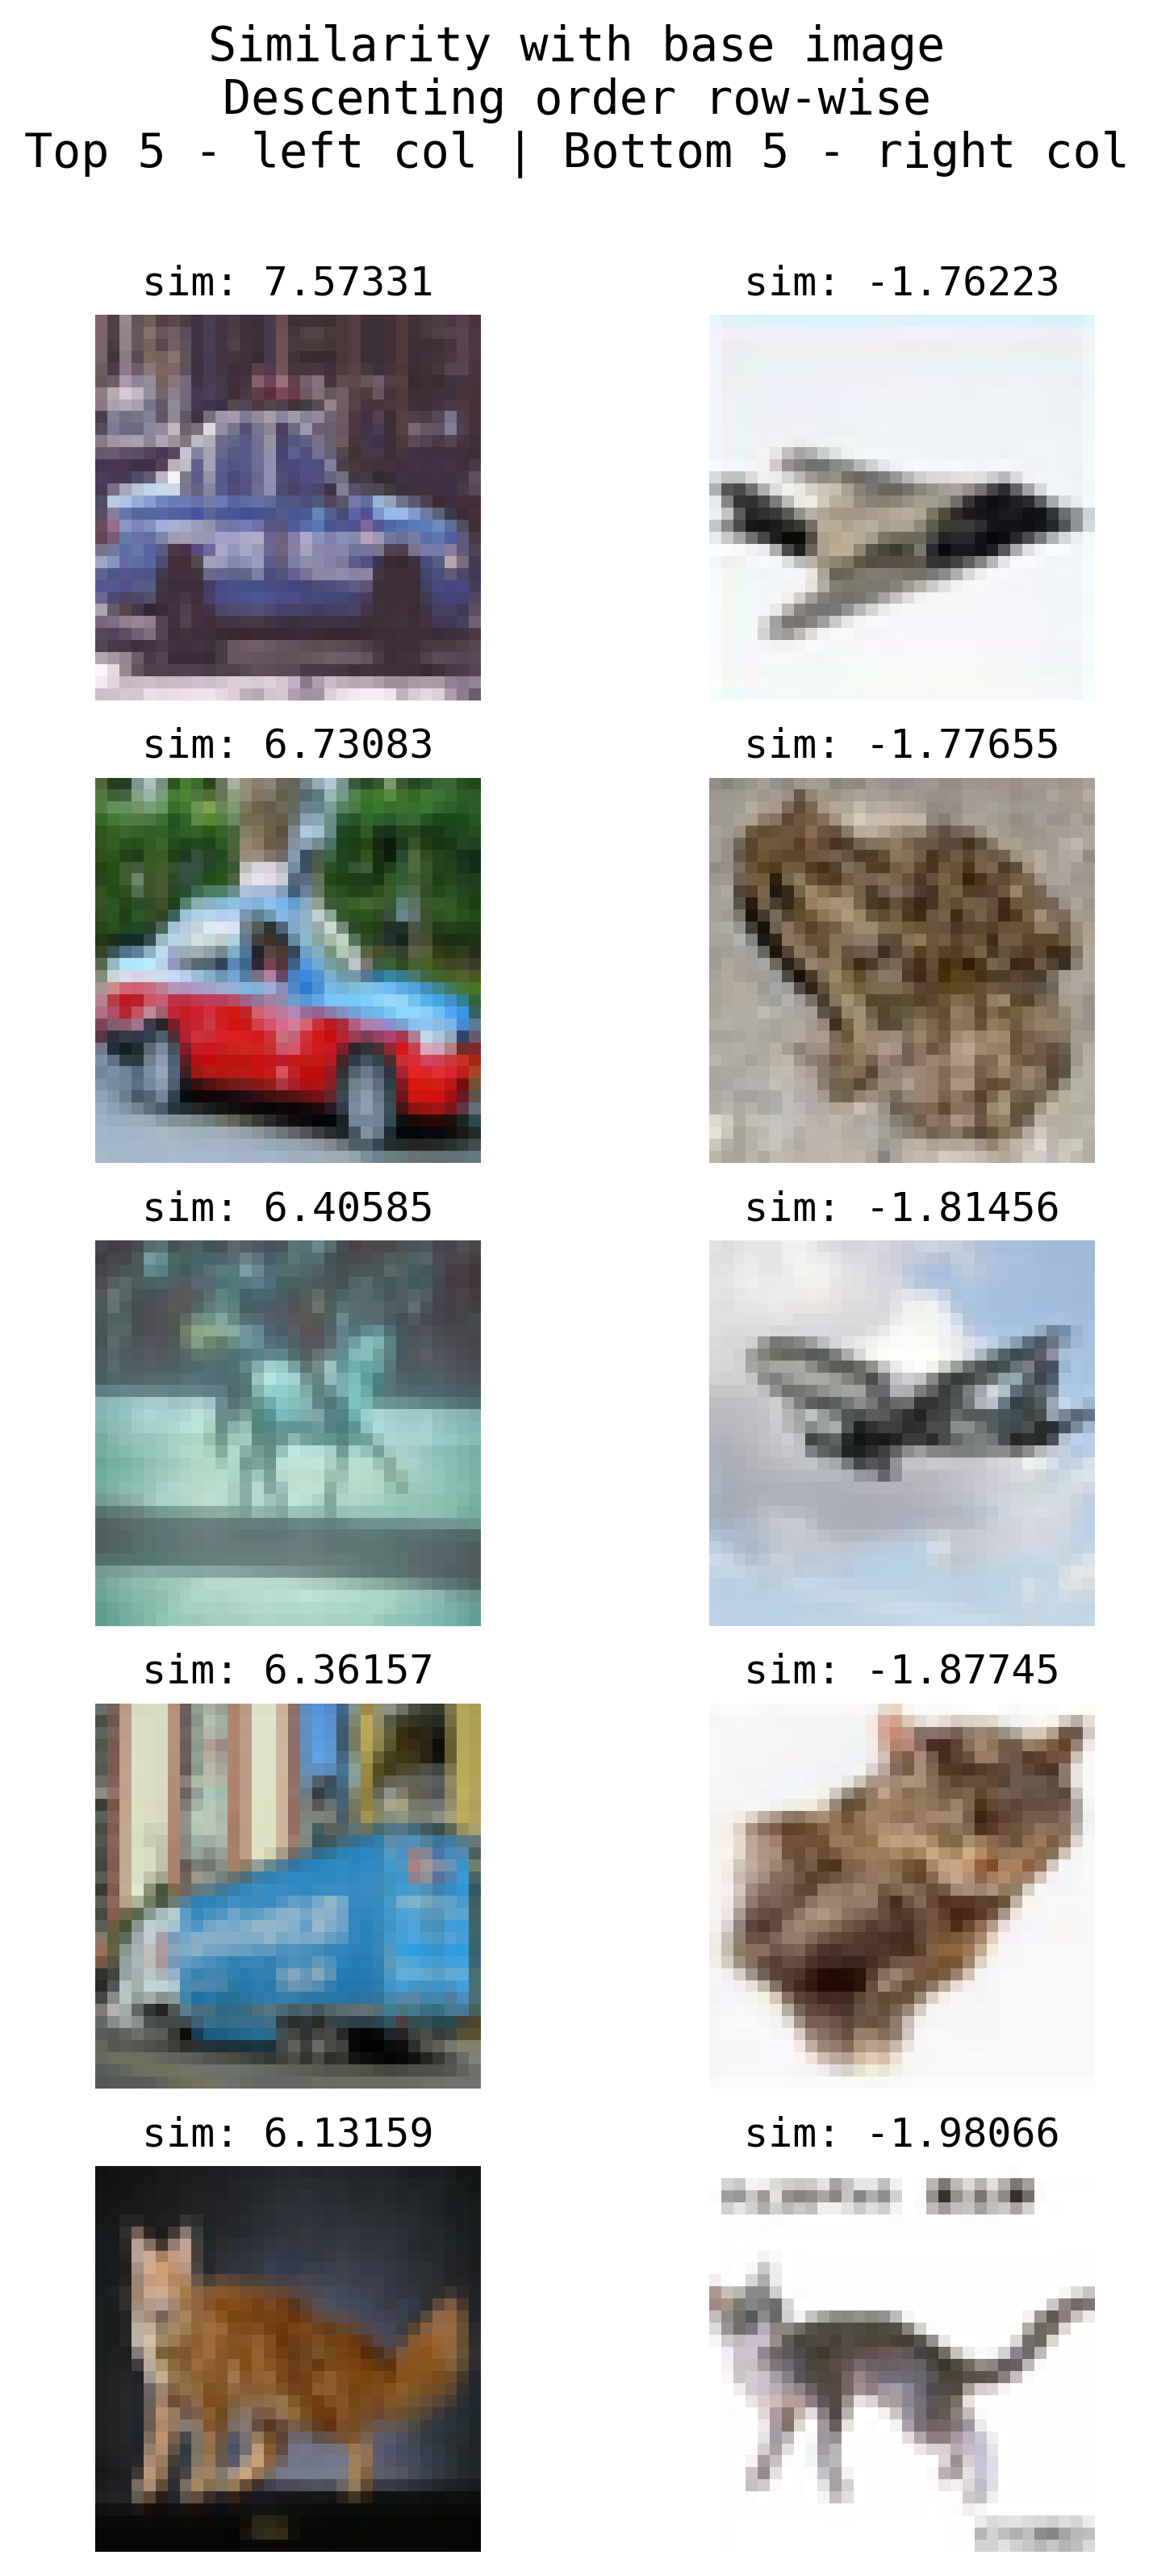 Similarity with base image
Descenting order row-wise
Top 5 - left col | Bottom 5 - right col
sim: 7.57331
sim: -1.76223
sim: 6.73083
sim: -1.77655
sim: 6.40585
sim: -1.81456
sim: 6.36157
sim: -1.87745
sim: 6.13159
sim: -1.98066